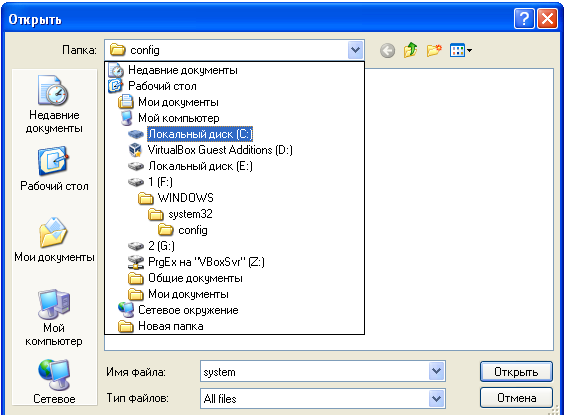 Открыть
Папка: config
Недавние документы
Рабочий стол
Мои документы
Мой компьютер
Локальный диск (C:)
VirtualBox Guest Additions (D:)
Локальный диск (E:)
1 (F:)
WINDOWS
system32
config
2 (G:)
PrgEx на "VBoxSvr" (Z:)
Общие документы
Мои документы
Сетевое окружение
Новая папка
Недавние
документы
Рабочий стол
Мои документы
Мой
компьютер
Сетевое
Имя файла: system Открыть
Тип файлов: All files Отмена